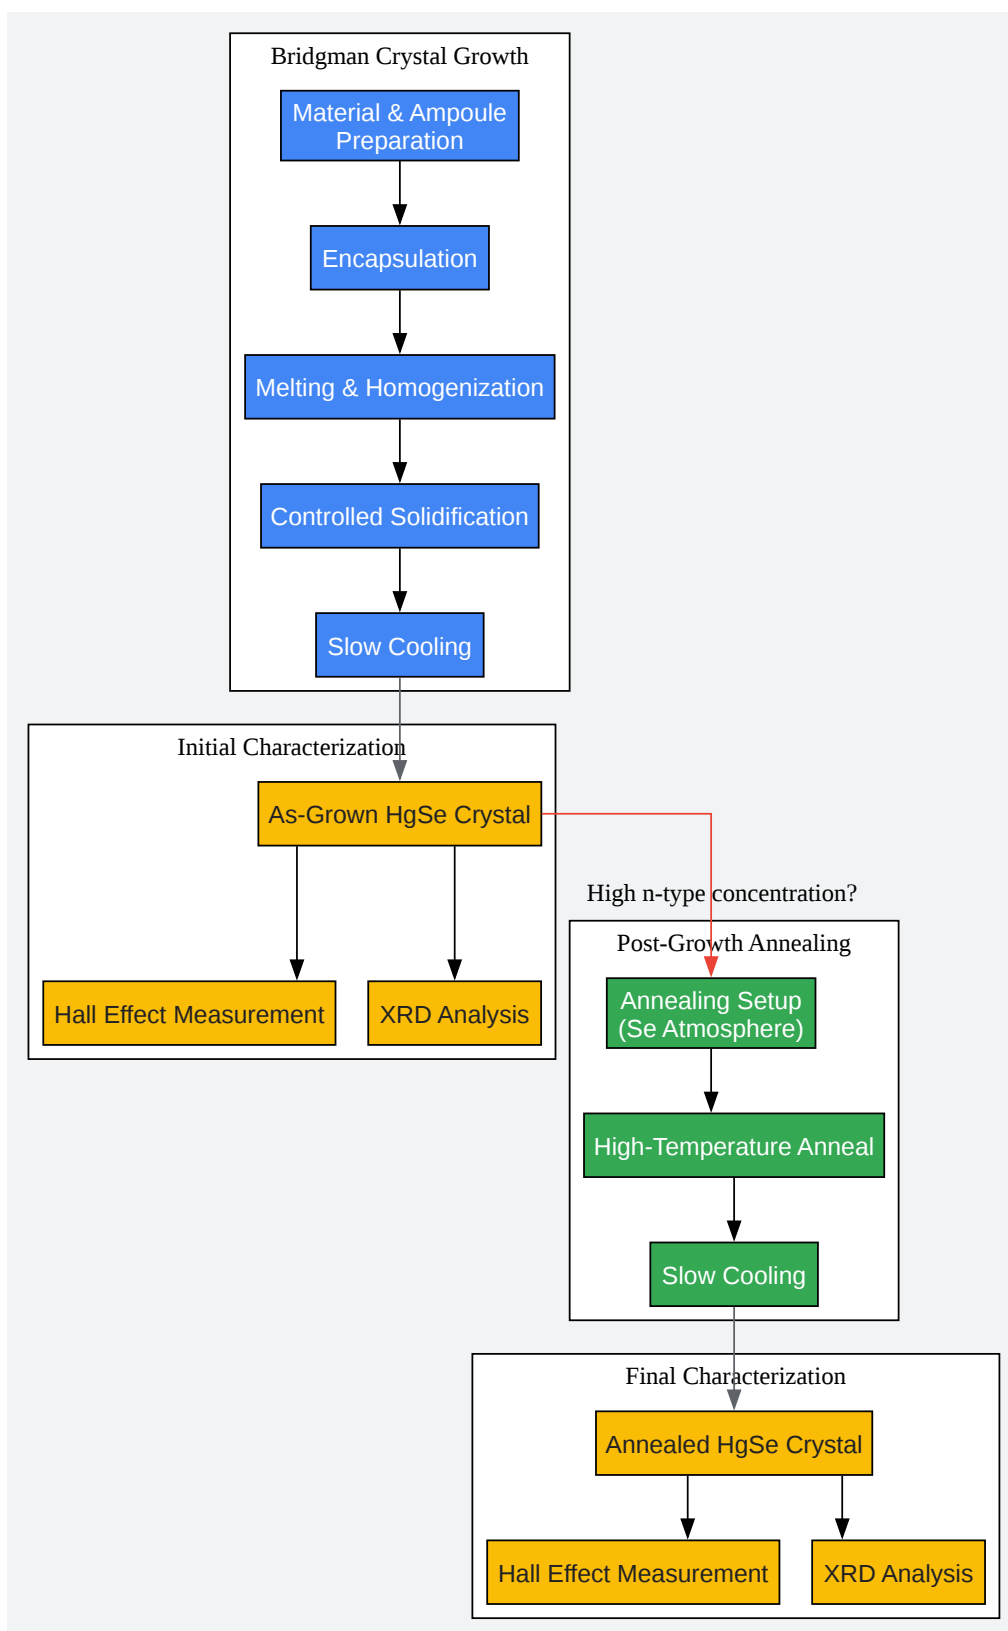 Bridgman Crystal Growth
Material & Ampoule
Preparation
Encapsulation
Melting & Homogenization
Controlled Solidification
Slow Cooling
Initial Characterization
As-Grown HgSe Crystal
Hall Effect Measurement
XRD Analysis
High n-type concentration?
Post-Growth Annealing
Annealing Setup
(Se Atmosphere)
High-Temperature Anneal
Slow Cooling
Final Characterization
Annealed HgSe Crystal
Hall Effect Measurement
XRD Analysis